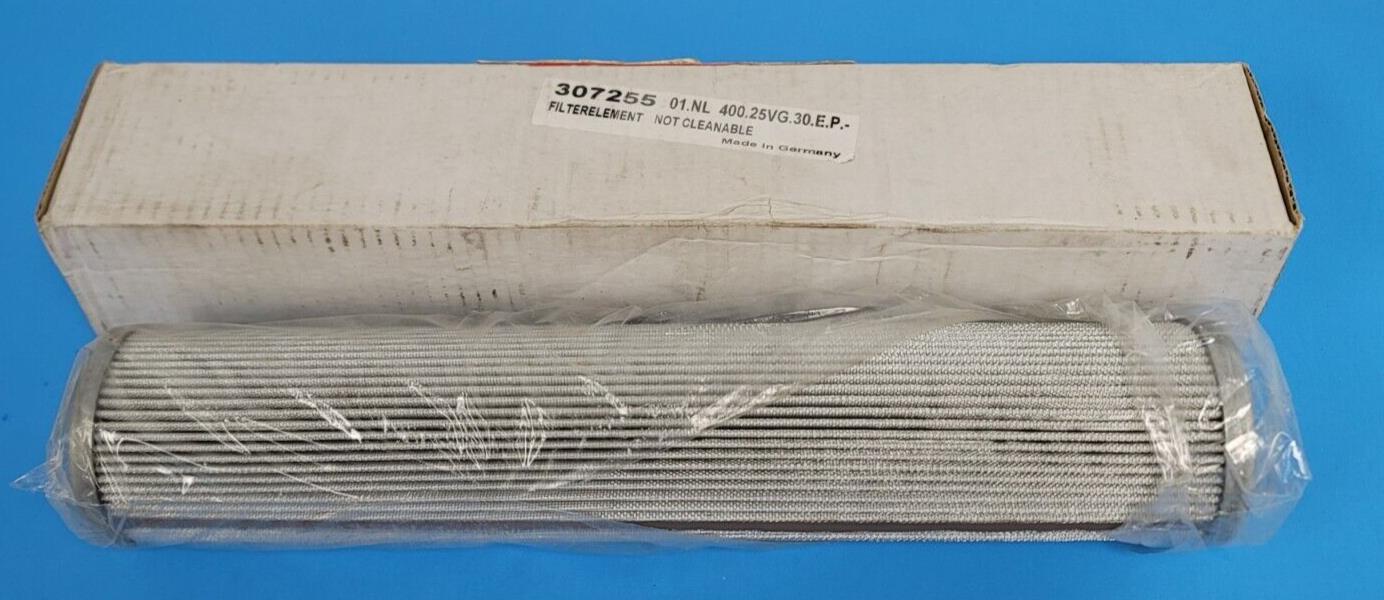 307255 01.NL 400.25VG.30.E.P.-
FILTERELEMENT NOT CLEANABLE
Made in Germany